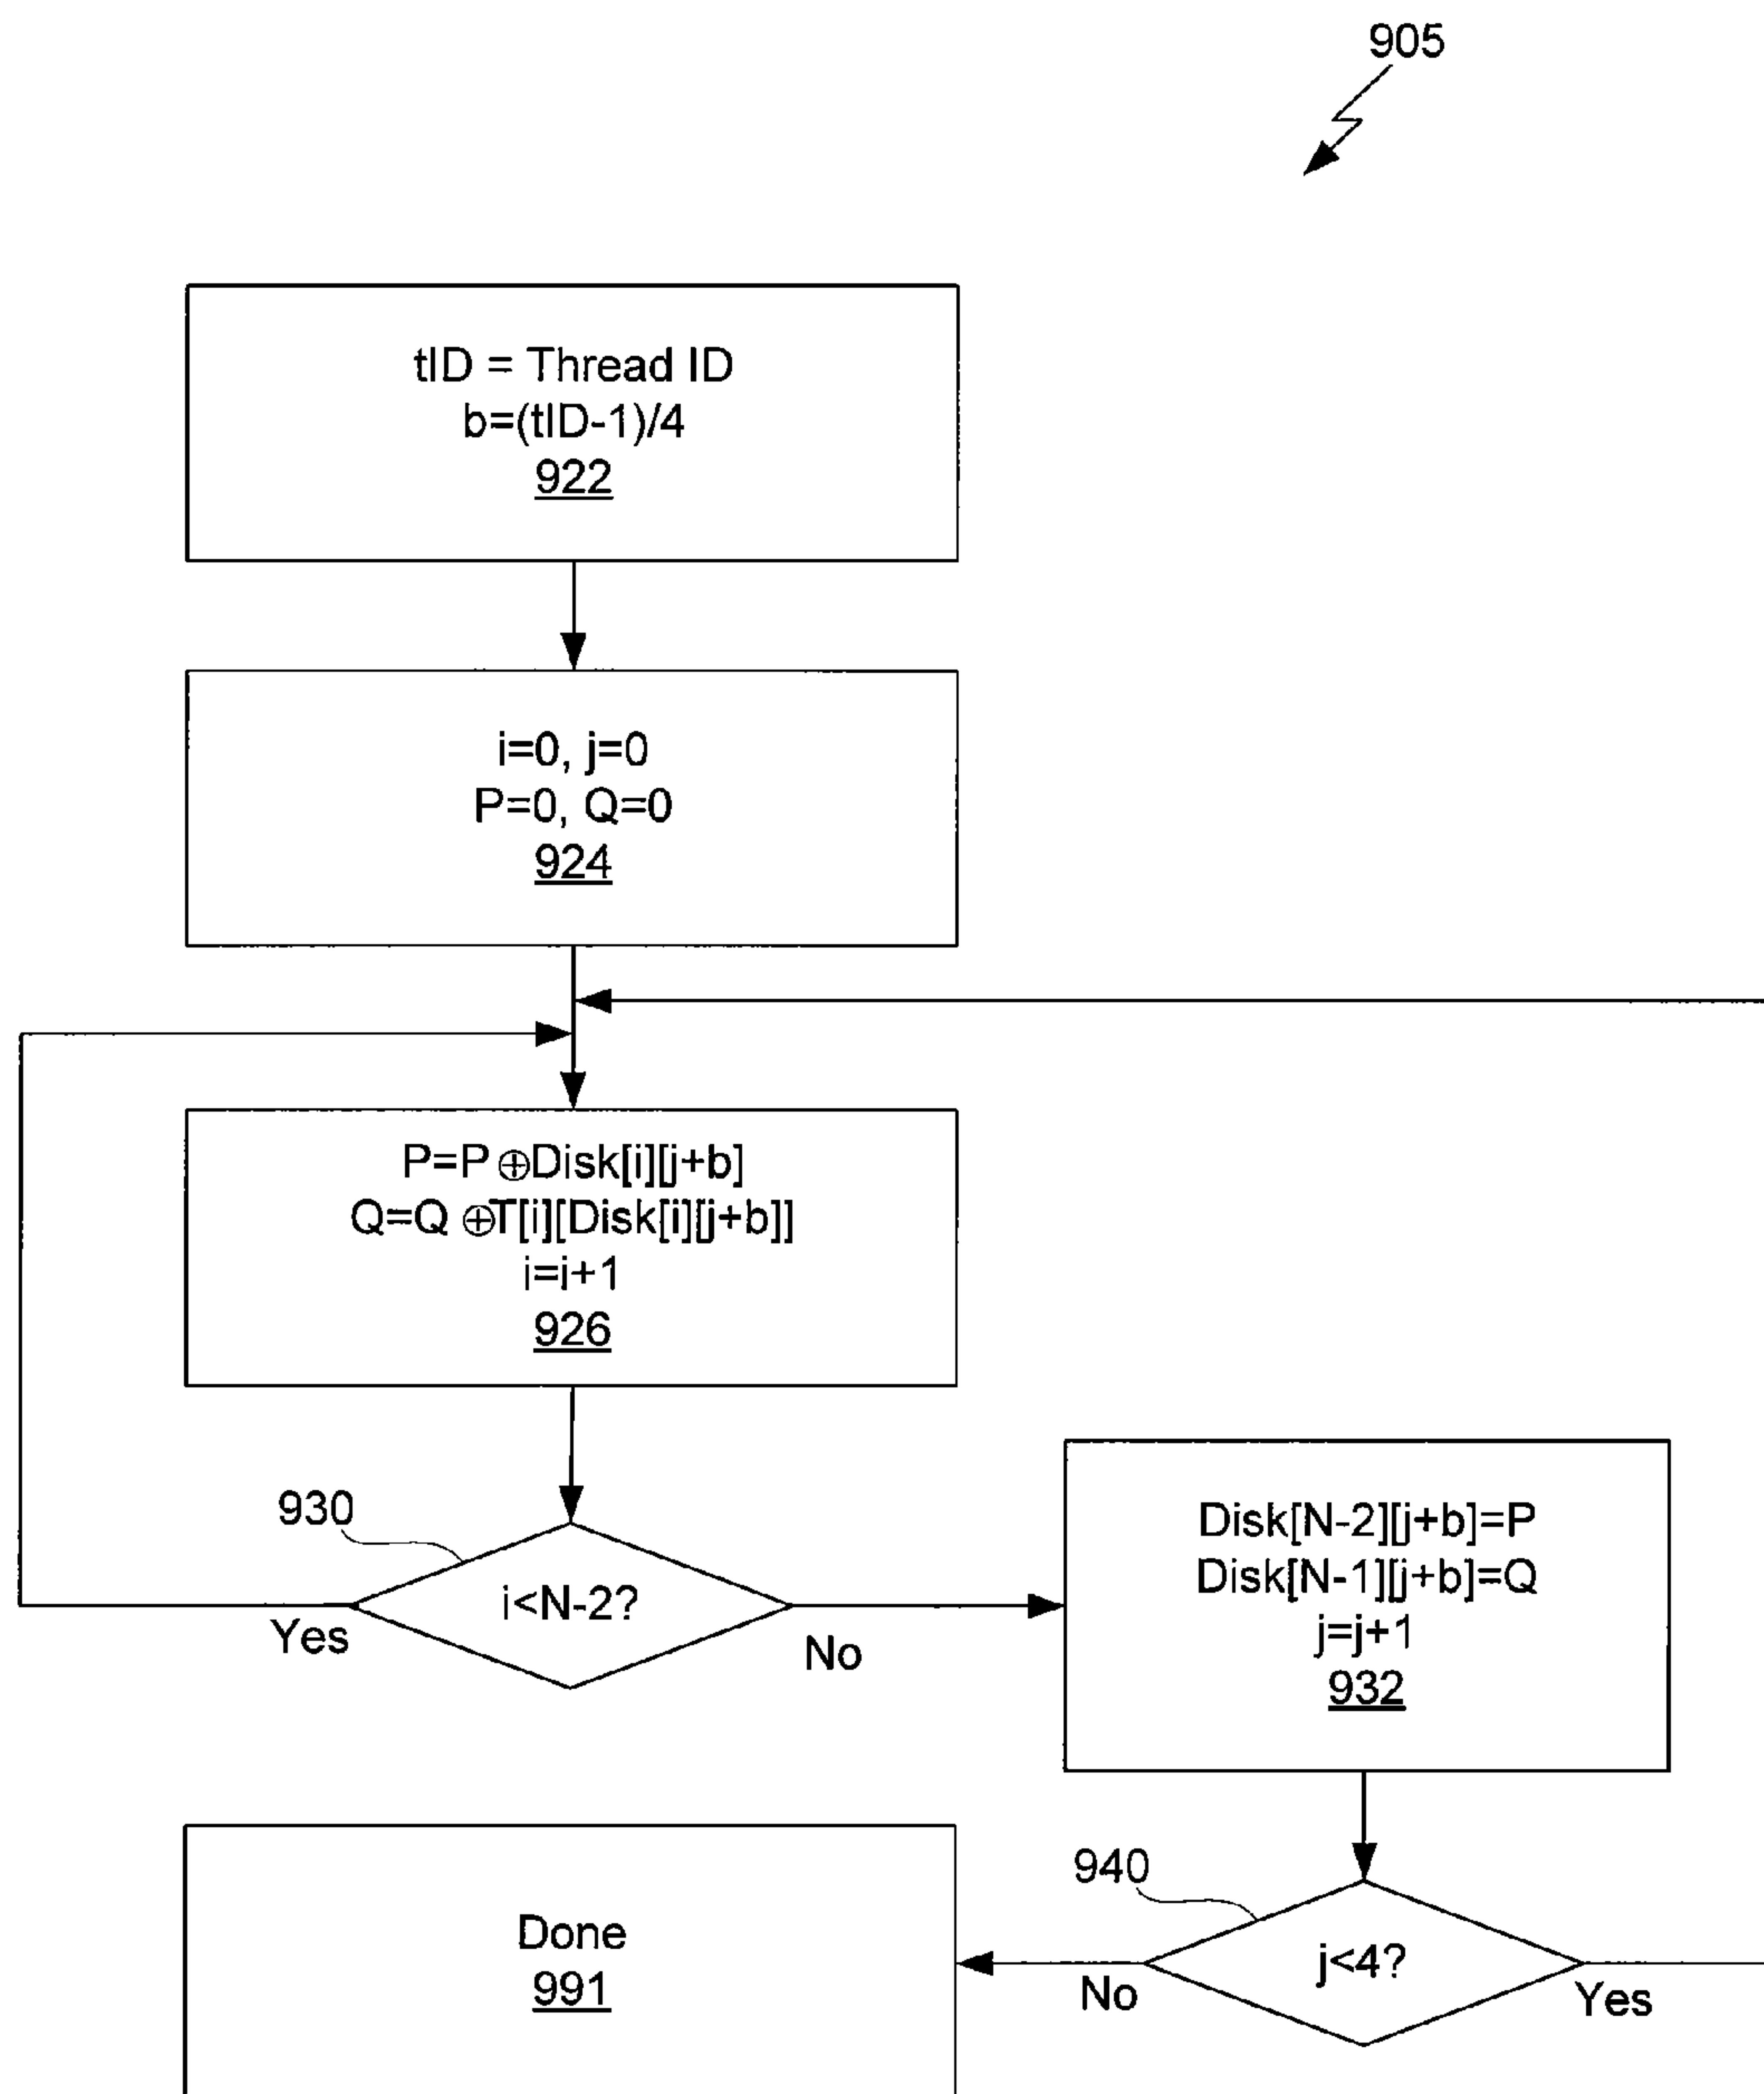 905
tID = Thread ID
b=(tID-1)/4
922
i=0, j=0
P=0, Q=0
924
P=P ⊕Disk[i][j+b]
Q=Q ⊕T[i][Disk[i][j+b]]
i=i+1
926
930
i<N-2?
Yes
No
Disk[N-2][j+b]=P
Disk[N-1][j+b]=Q
j=j+1
932
940
j<4?
No
Yes
Done
991